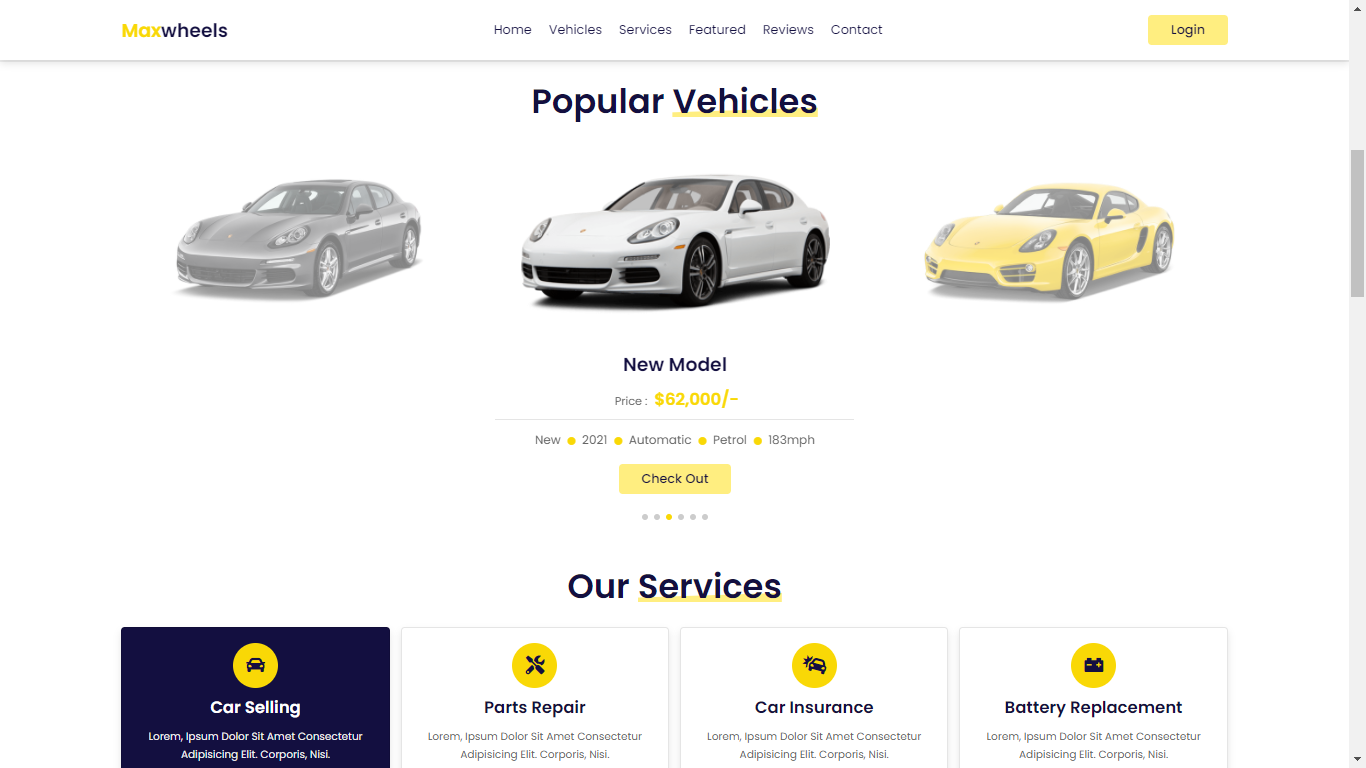 Maxwheels
Home Vehicles Services Featured Reviews Contact
Login
Popular Vehicles
New Model
Price : $62,000/-
New 2021 Automatic Petrol 183mph
Check Out
Our Services
Car Selling
Lorem, Ipsum Dolor Sit Amet Consectetur
Adipisicing Elit. Corporis, Nisi.
Parts Repair
Lorem, Ipsum Dolor Sit Amet Consectetur
Adipisicing Elit. Corporis, Nisi.
Car Insurance
Lorem, Ipsum Dolor Sit Amet Consectetur
Adipisicing Elit. Corporis, Nisi.
Battery Replacement
Lorem, Ipsum Dolor Sit Amet Consectetur
Adipisicing Elit. Corporis, Nisi.